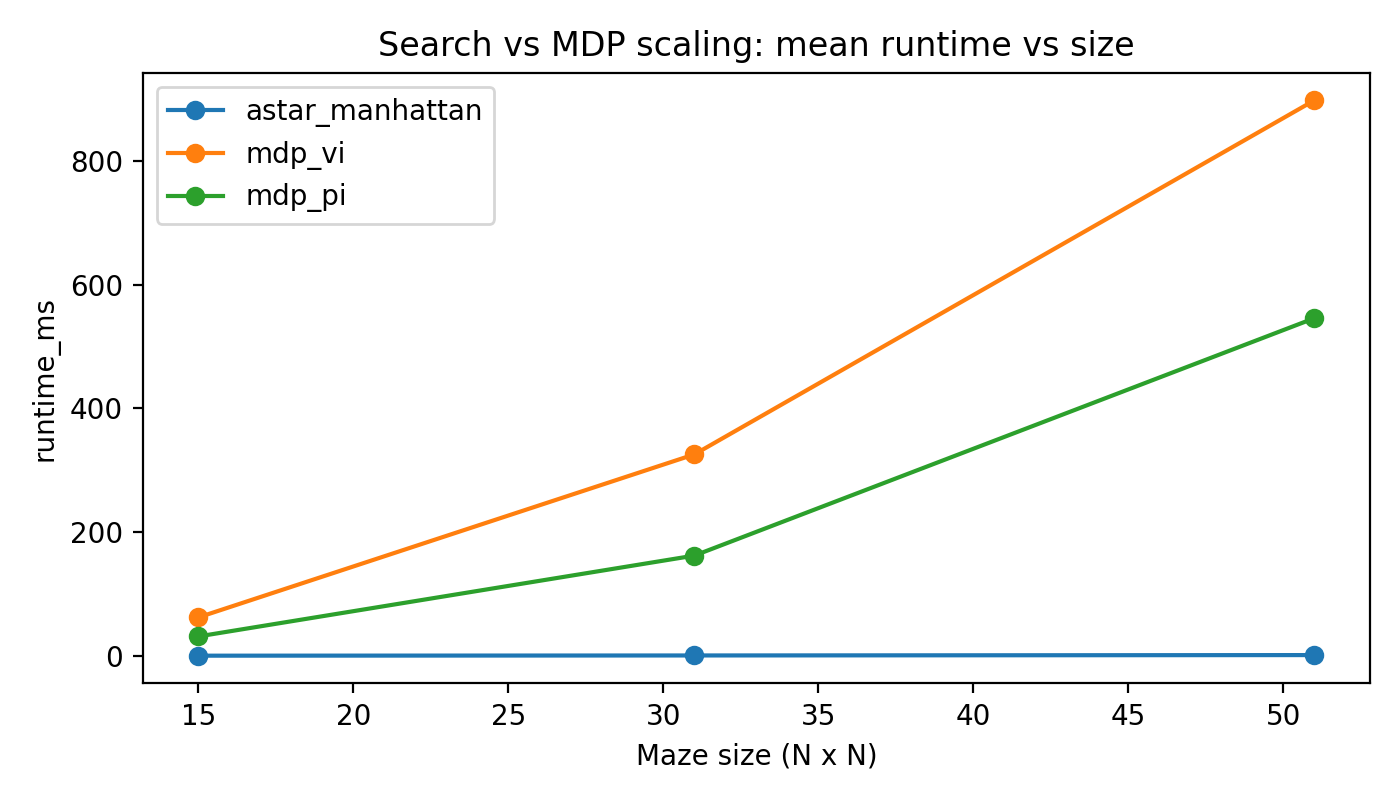 Search vs MDP scaling: mean runtime vs size
astar_manhattan
mdp_vi
mdp_pi
runtime_ms
800
600
400
200
0
15 20 25 30 35 40 45 50
Maze size (N x N)